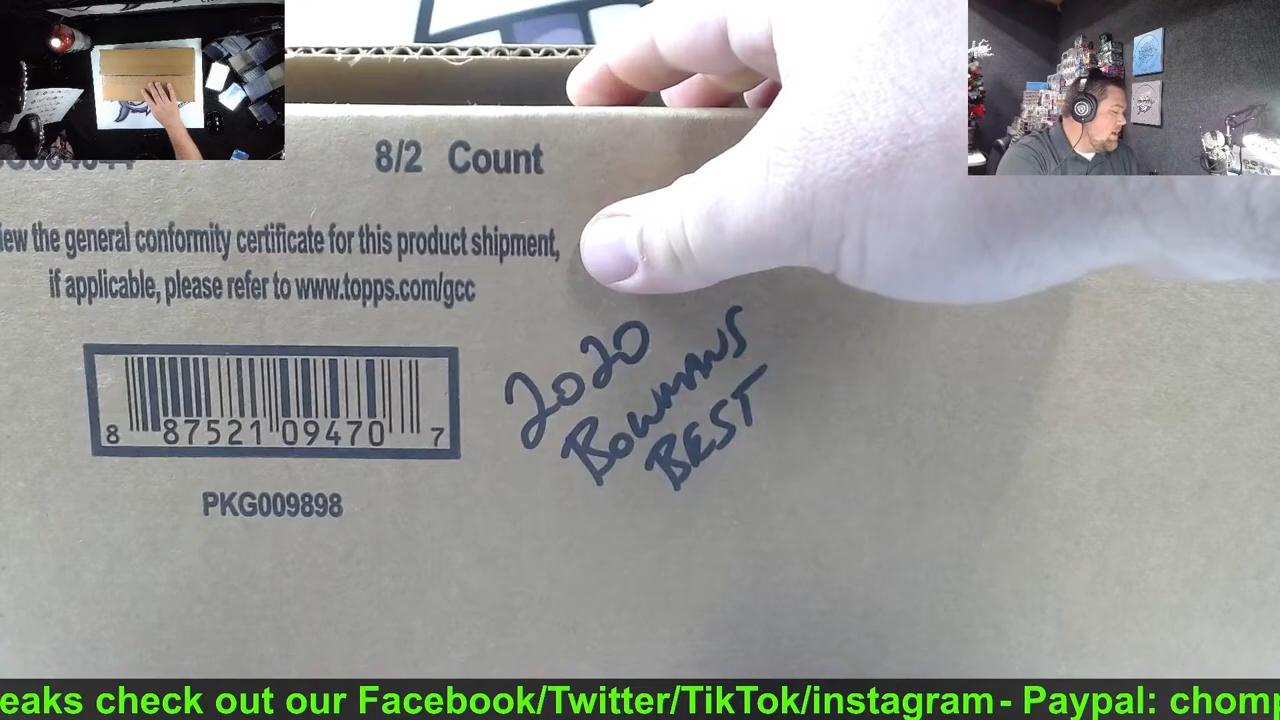 8/2 Count
iew the general conformity certificate for this product shipment,
if applicable, please refer to www.topps.com/gcc
8 87521 09470 7
PKG009898
2020
BOWMANS
BEST
eaks check out our Facebook/Twitter/TikTok/instagram - Paypal: chomp